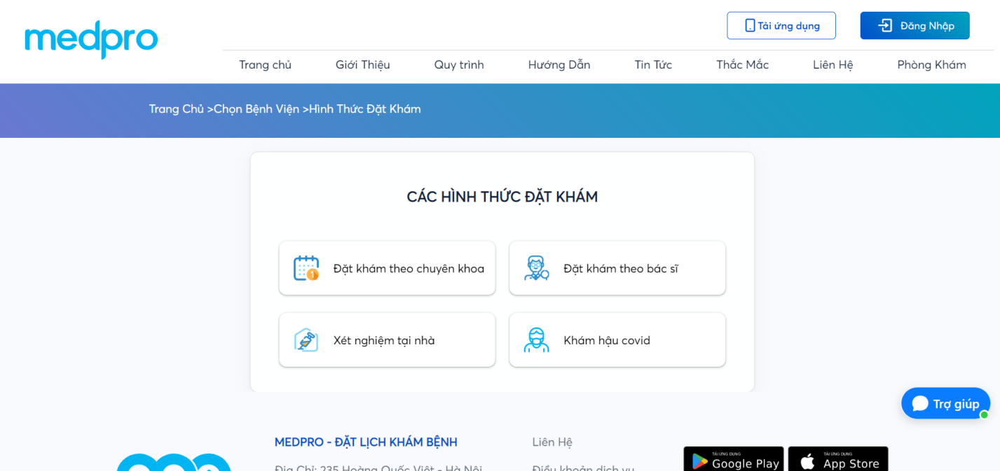 medpro
Tải ứng dụng
Đăng Nhập
Trang chủ
Giới Thiệu
Quy trình
Hướng Dẫn
Tin Tức
Thắc Mắc
Liên Hệ
Phòng Khám
Trang Chủ >Chọn Bệnh Viện >Hình Thức Đặt Khám
CÁC HÌNH THỨC ĐẶT KHÁM
Đặt khám theo chuyên khoa
Đặt khám theo bác sĩ
Xét nghiệm tại nhà
Khám hậu covid
Trợ giúp
MEDPRO - ĐẶT LỊCH KHÁM BỆNH
Liên Hệ
Địa Chỉ: 235 Hoàng Quốc Việt - Hà Nội
Điều khoản dịch vụ
TẢI ỨNG DỤNG
Google Play
TẢI ỨNG DỤNG
App Store